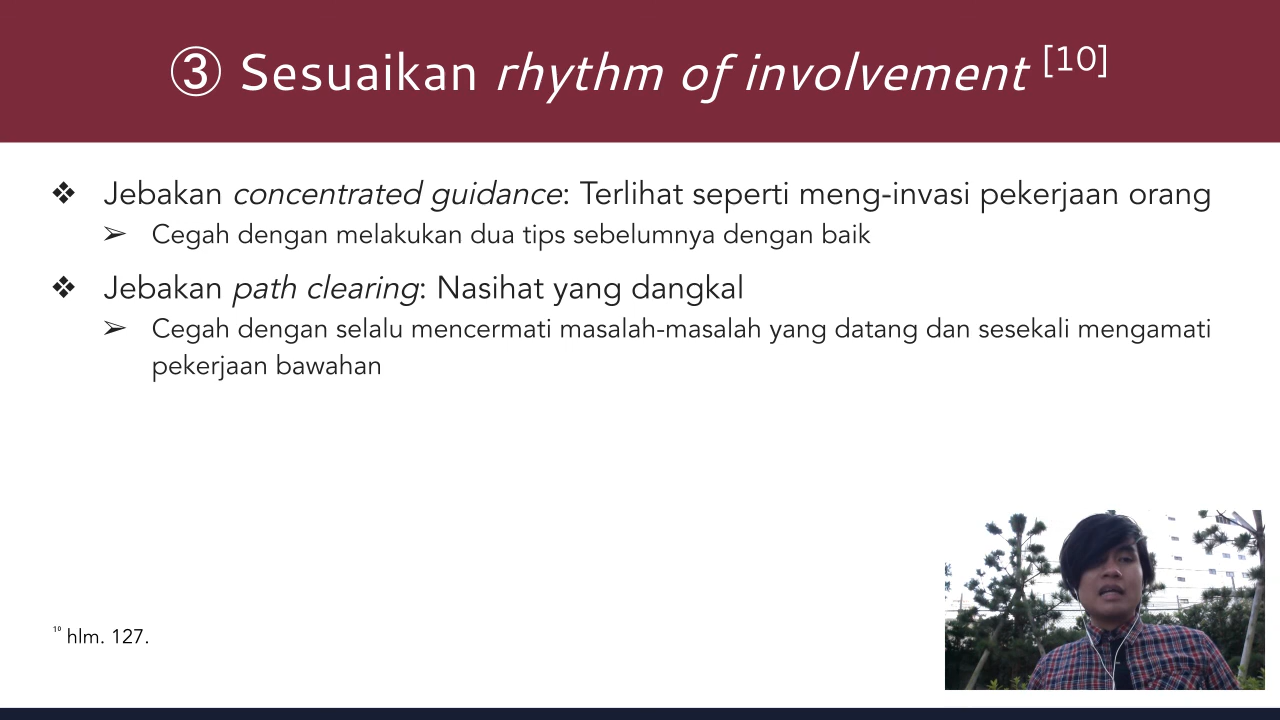 ③ Sesuaikan rhythm of involvement [10]
❖ Jebakan concentrated guidance: Terlihat seperti meng-invasi pekerjaan orang
➢ Cegah dengan melakukan dua tips sebelumnya dengan baik
❖ Jebakan path clearing: Nasihat yang dangkal
➢ Cegah dengan selalu mencermati masalah-masalah yang datang dan sesekali mengamati
pekerjaan bawahan
10 hlm. 127.